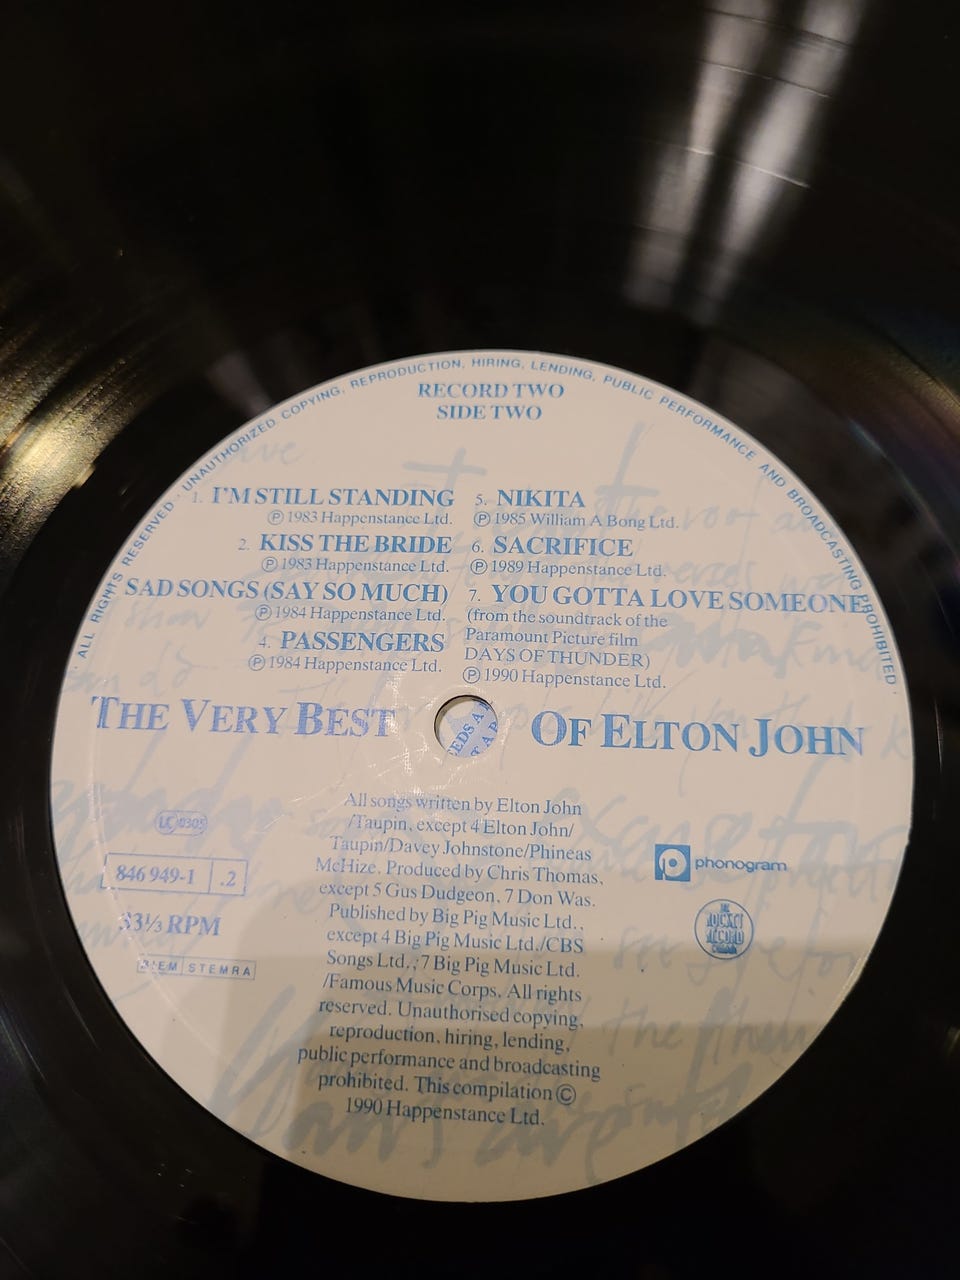 ALL RIGHTS RESERVED · UNAUTHORIZED COPYING, REPRODUCTION, HIRING, LENDING, PUBLIC PERFORMANCE AND BROADCASTING PROHIBITED ·
RECORD TWO
SIDE TWO
1. I'M STILL STANDING
Ⓟ 1983 Happenstance Ltd.
2. KISS THE BRIDE
Ⓟ 1983 Happenstance Ltd.
SAD SONGS (SAY SO MUCH)
Ⓟ 1984 Happenstance Ltd.
4. PASSENGERS
Ⓟ 1984 Happenstance Ltd.
5. NIKITA
Ⓟ 1985 William A Bong Ltd.
6. SACRIFICE
Ⓟ 1989 Happenstance Ltd.
7. YOU GOTTA LOVE SOMEONE
(from the soundtrack of the
Paramount Picture film
DAYS OF THUNDER)
Ⓟ 1990 Happenstance Ltd.
THE VERY BEST OF ELTON JOHN
EDS A
T A P
All songs written by Elton John
/Taupin, except 4 Elton John/
Taupin/Davey Johnstone/Phineas
McHize. Produced by Chris Thomas,
except 5 Gus Dudgeon, 7 Don Was.
Published by Big Pig Music Ltd.,
except 4 Big Pig Music Ltd./CBS
Songs Ltd.; 7 Big Pig Music Ltd.
/Famous Music Corps. All rights
reserved. Unauthorised copying,
reproduction, hiring, lending,
public performance and broadcasting
prohibited. This compilation ©
1990 Happenstance Ltd.
LC 0305
846 949-1 .2
33⅓ RPM
BIEM STEMRA
phonogram
THE
ROCKET
RECORD